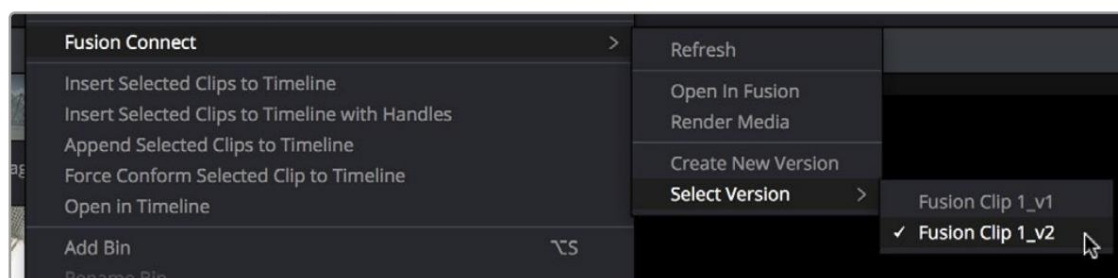 Fusion Connect >
Insert Selected Clips to Timeline
Insert Selected Clips to Timeline with Handles
Append Selected Clips to Timeline
Force Conform Selected Clip to Timeline
Open in Timeline
Add Bin ⌥S
Rename Bin
Refresh
Open In Fusion
Render Media
Create New Version
Select Version >
Fusion Clip 1_v1
✓ Fusion Clip 1_v2